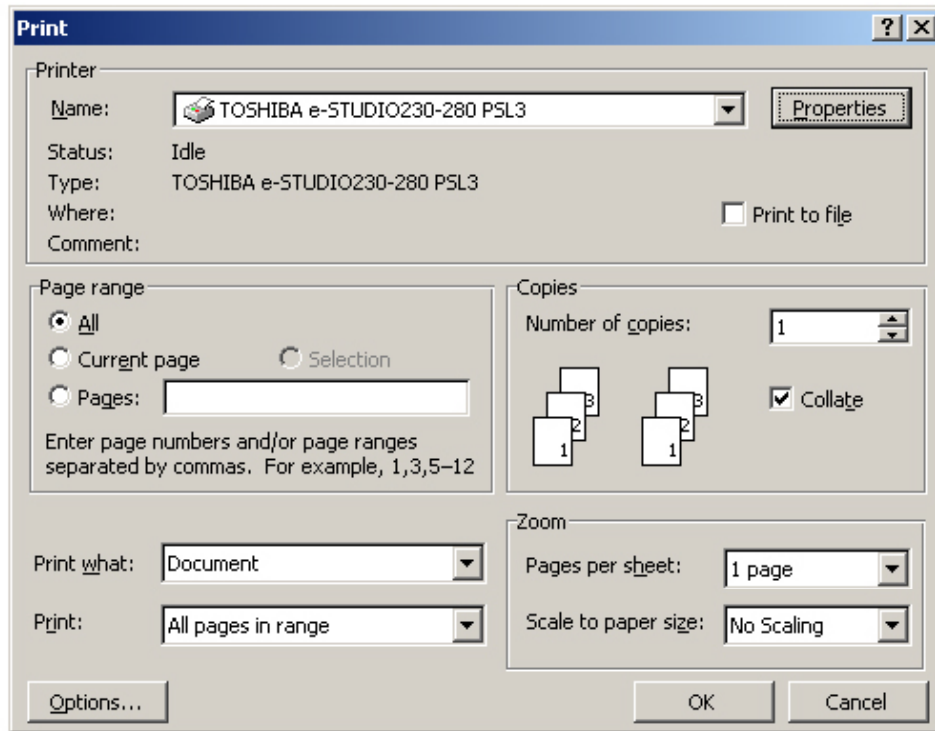 Print
Printer
Name: TOSHIBA e-STUDIO230-280 PSL3 Properties
Status: Idle
Type: TOSHIBA e-STUDIO230-280 PSL3
Where: Print to file
Comment:
Page range
All
Current page Selection
Pages:
Enter page numbers and/or page ranges
separated by commas. For example, 1,3,5–12
Copies
Number of copies: 1
3 3
2 2
1 1
Collate
Print what: Document
Print: All pages in range
Zoom
Pages per sheet: 1 page
Scale to paper size: No Scaling
Options... OK Cancel